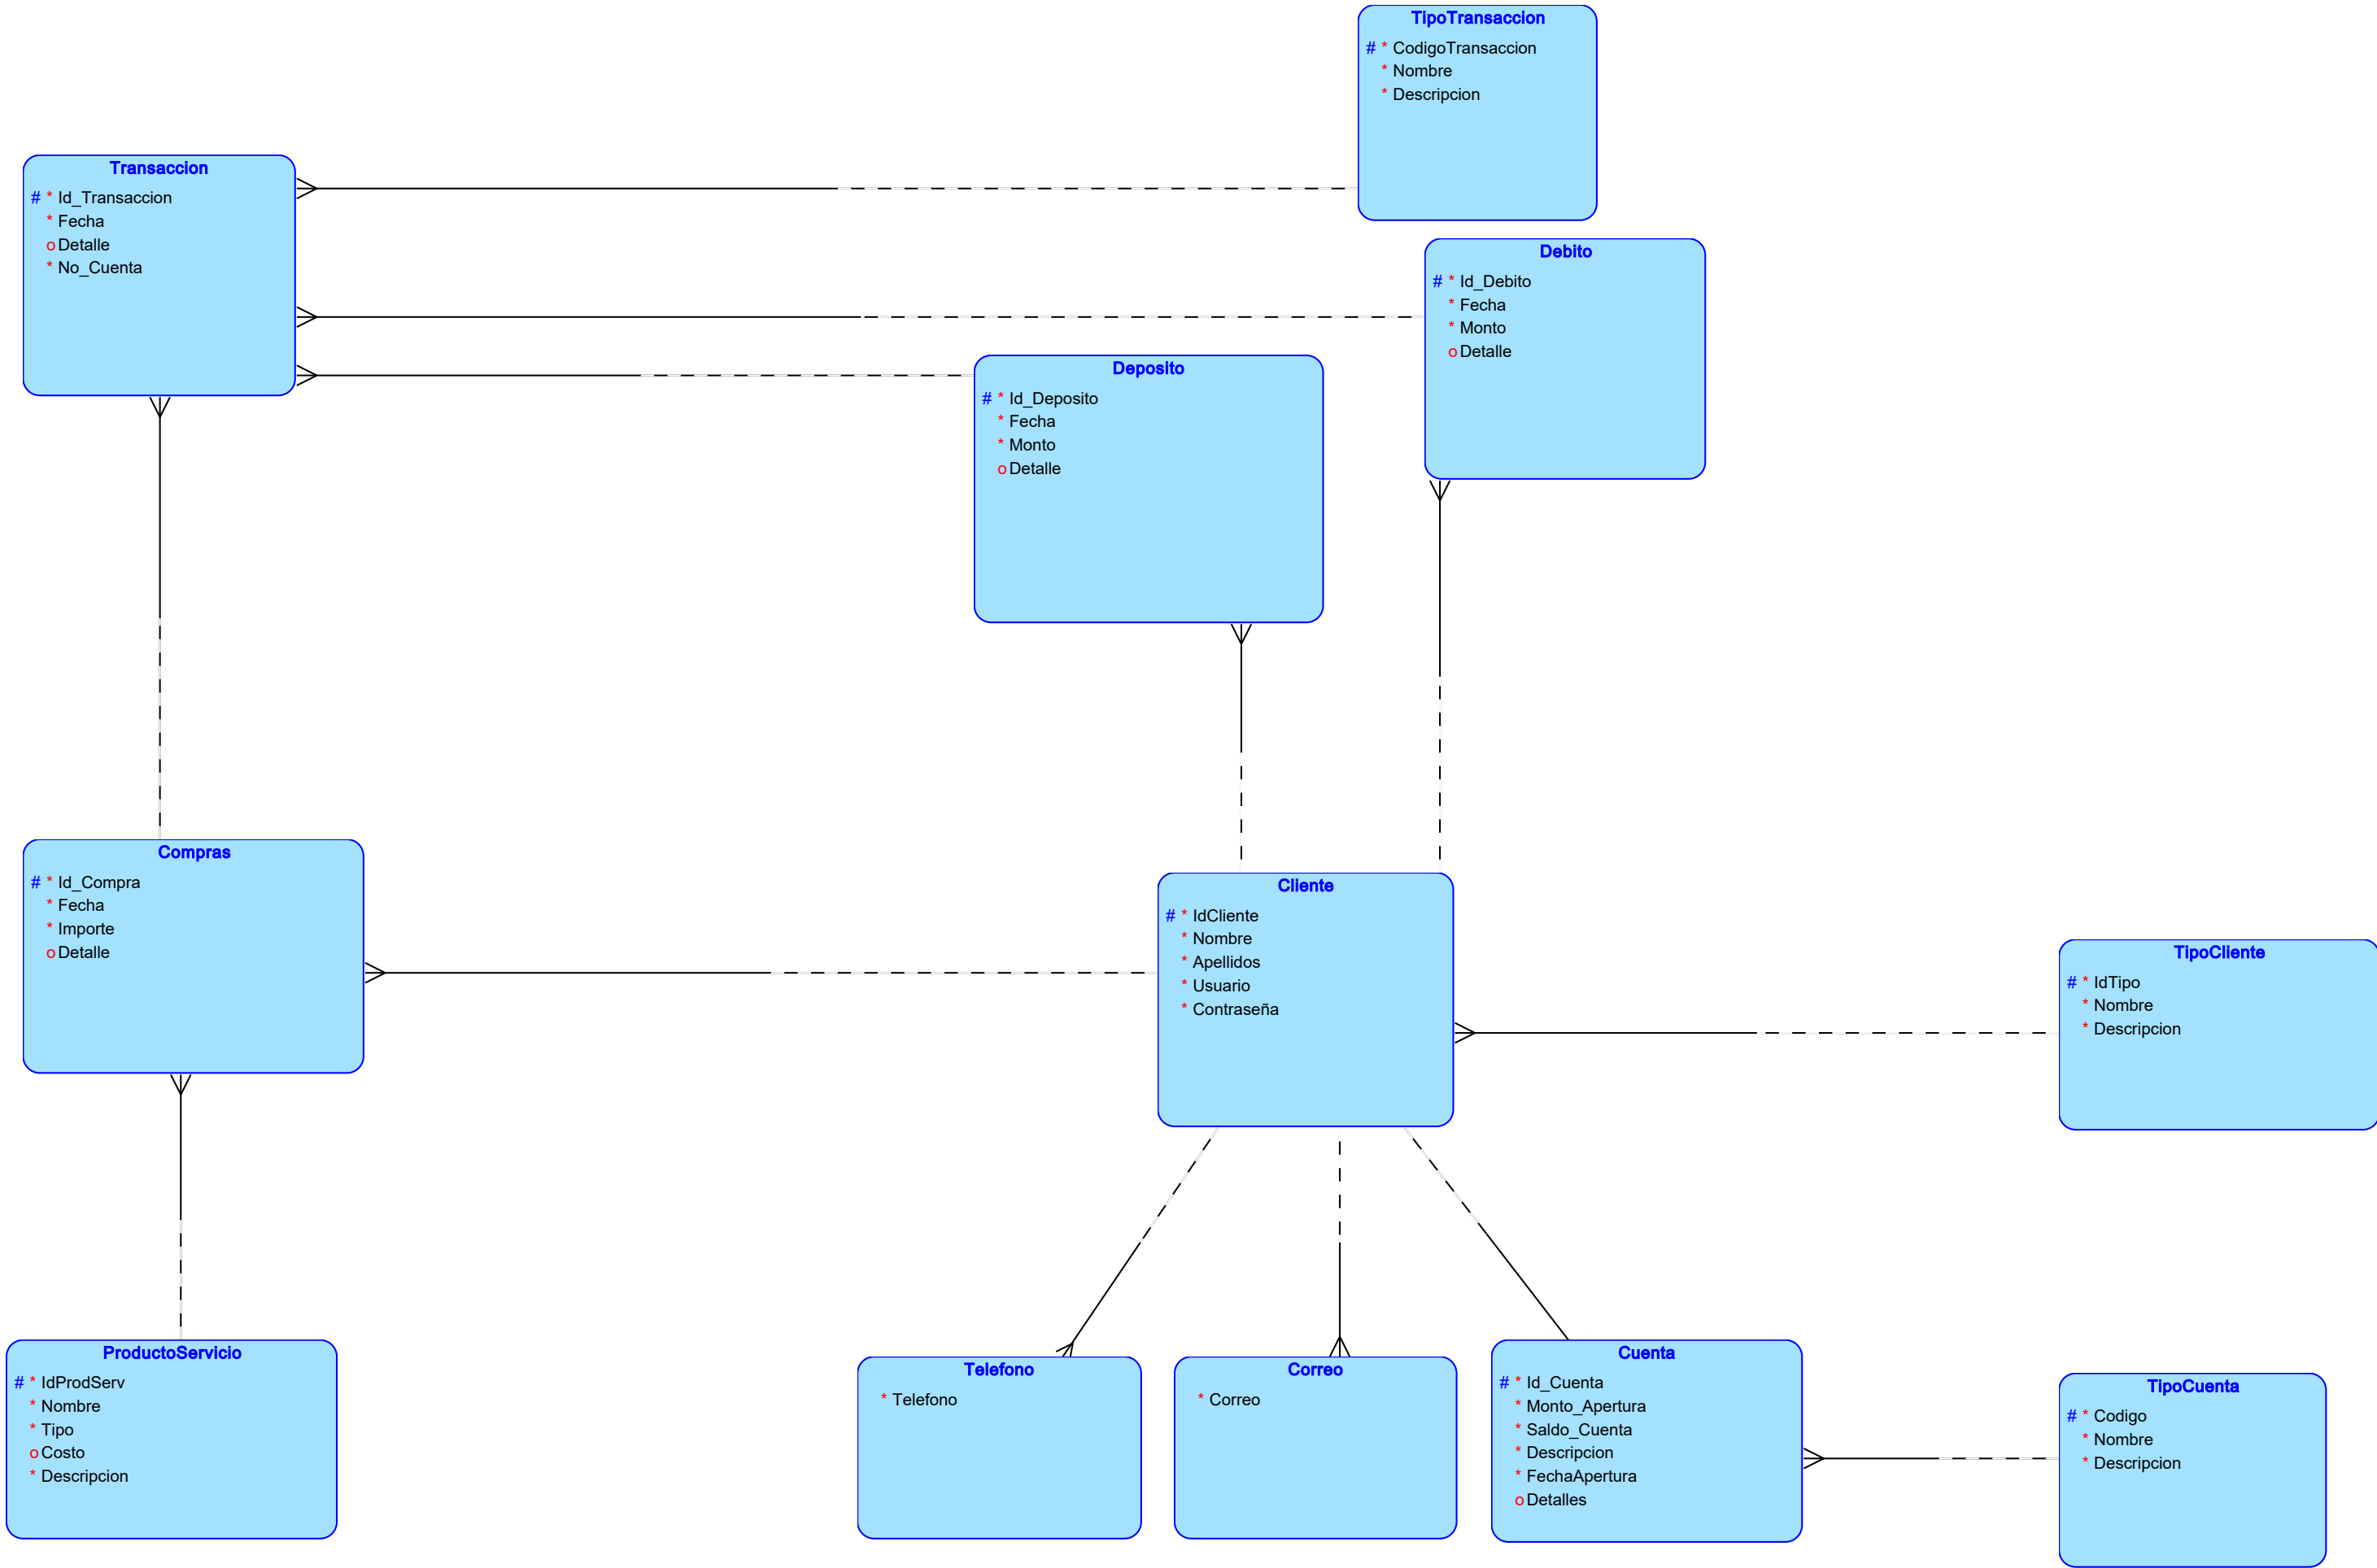 TipoTransaccion
# * CodigoTransaccion
* Nombre
* Descripcion
Transaccion
# * Id_Transaccion
* Fecha
o Detalle
* No_Cuenta
Debito
# * Id_Debito
* Fecha
* Monto
o Detalle
Deposito
# * Id_Deposito
* Fecha
* Monto
o Detalle
Compras
# * Id_Compra
* Fecha
* Importe
o Detalle
Cliente
# * IdCliente
* Nombre
* Apellidos
* Usuario
* Contraseña
TipoCliente
# * IdTipo
* Nombre
* Descripcion
ProductoServicio
# * IdProdServ
* Nombre
* Tipo
o Costo
* Descripcion
Telefono
* Telefono
Correo
* Correo
Cuenta
# * Id_Cuenta
* Monto_Apertura
* Saldo_Cuenta
* Descripcion
* FechaApertura
o Detalles
TipoCuenta
# * Codigo
* Nombre
* Descripcion